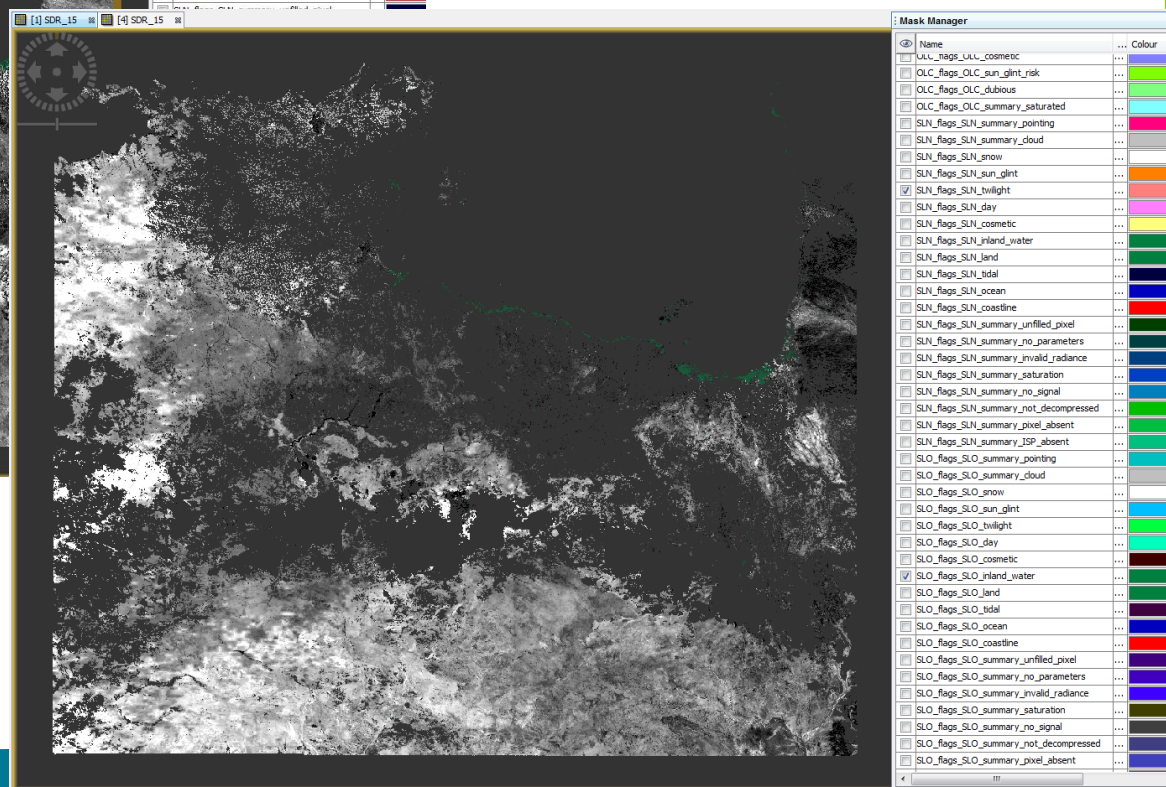 [1] SDR_15
[4] SDR_15
Mask Manager
Name ... Colour
OLC_flags_OLC_cosmetic
OLC_flags_OLC_sun_glint_risk ...
OLC_flags_OLC_dubious ...
OLC_flags_OLC_summary_saturated ...
SLN_flags_SLN_summary_pointing ...
SLN_flags_SLN_summary_cloud ...
SLN_flags_SLN_snow ...
SLN_flags_SLN_sun_glint ...
SLN_flags_SLN_twilight ...
SLN_flags_SLN_day ...
SLN_flags_SLN_cosmetic ...
SLN_flags_SLN_inland_water ...
SLN_flags_SLN_land ...
SLN_flags_SLN_tidal ...
SLN_flags_SLN_ocean ...
SLN_flags_SLN_coastline ...
SLN_flags_SLN_summary_unfilled_pixel ...
SLN_flags_SLN_summary_no_parameters ...
SLN_flags_SLN_summary_invalid_radiance ...
SLN_flags_SLN_summary_saturation ...
SLN_flags_SLN_summary_no_signal ...
SLN_flags_SLN_summary_not_decompressed ...
SLN_flags_SLN_summary_pixel_absent ...
SLN_flags_SLN_summary_ISP_absent ...
SLO_flags_SLO_summary_pointing ...
SLO_flags_SLO_summary_cloud ...
SLO_flags_SLO_snow ...
SLO_flags_SLO_sun_glint ...
SLO_flags_SLO_twilight ...
SLO_flags_SLO_day ...
SLO_flags_SLO_cosmetic ...
SLO_flags_SLO_inland_water ...
SLO_flags_SLO_land ...
SLO_flags_SLO_tidal ...
SLO_flags_SLO_ocean ...
SLO_flags_SLO_coastline ...
SLO_flags_SLO_summary_unfilled_pixel ...
SLO_flags_SLO_summary_no_parameters ...
SLO_flags_SLO_summary_invalid_radiance ...
SLO_flags_SLO_summary_saturation ...
SLO_flags_SLO_summary_no_signal ...
SLO_flags_SLO_summary_not_decompressed ...
SLO_flags_SLO_summary_pixel_absent ...